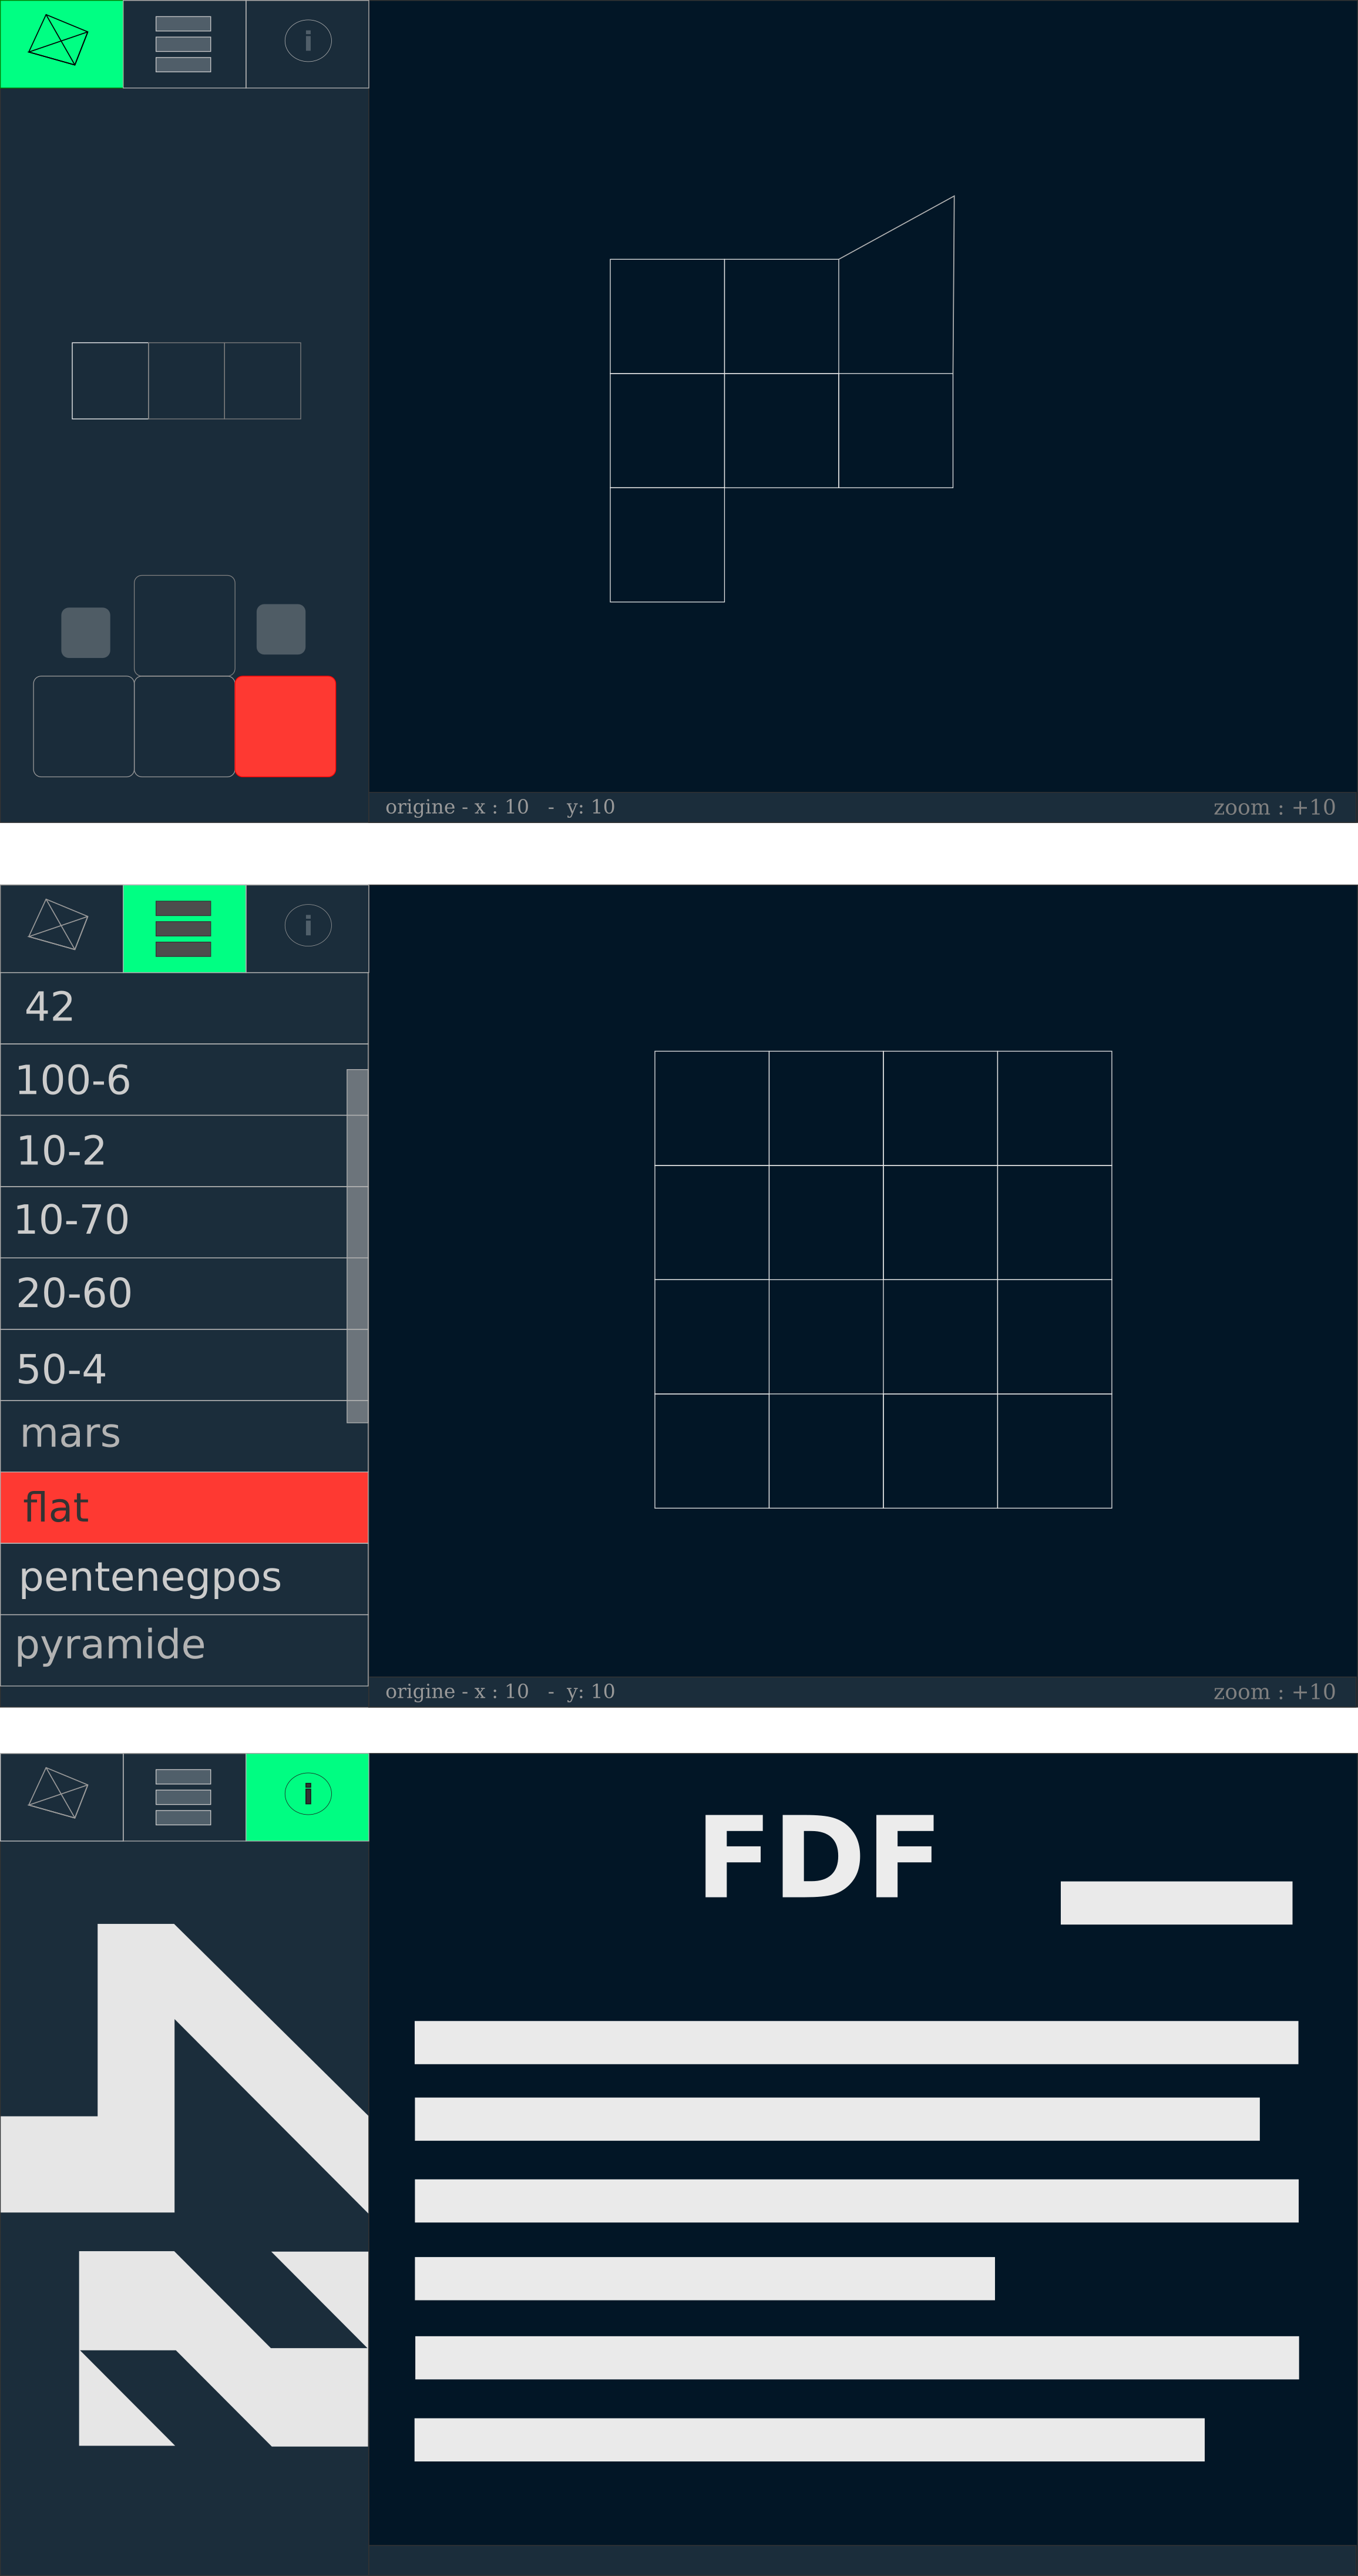 i
origine - x : 10 - y: 10
zoom : +10
i
42
100-6
10-2
10-70
20-60
50-4
mars
flat
pentenegpos
pyramide
origine - x : 10 - y: 10
zoom : +10
i
FDF